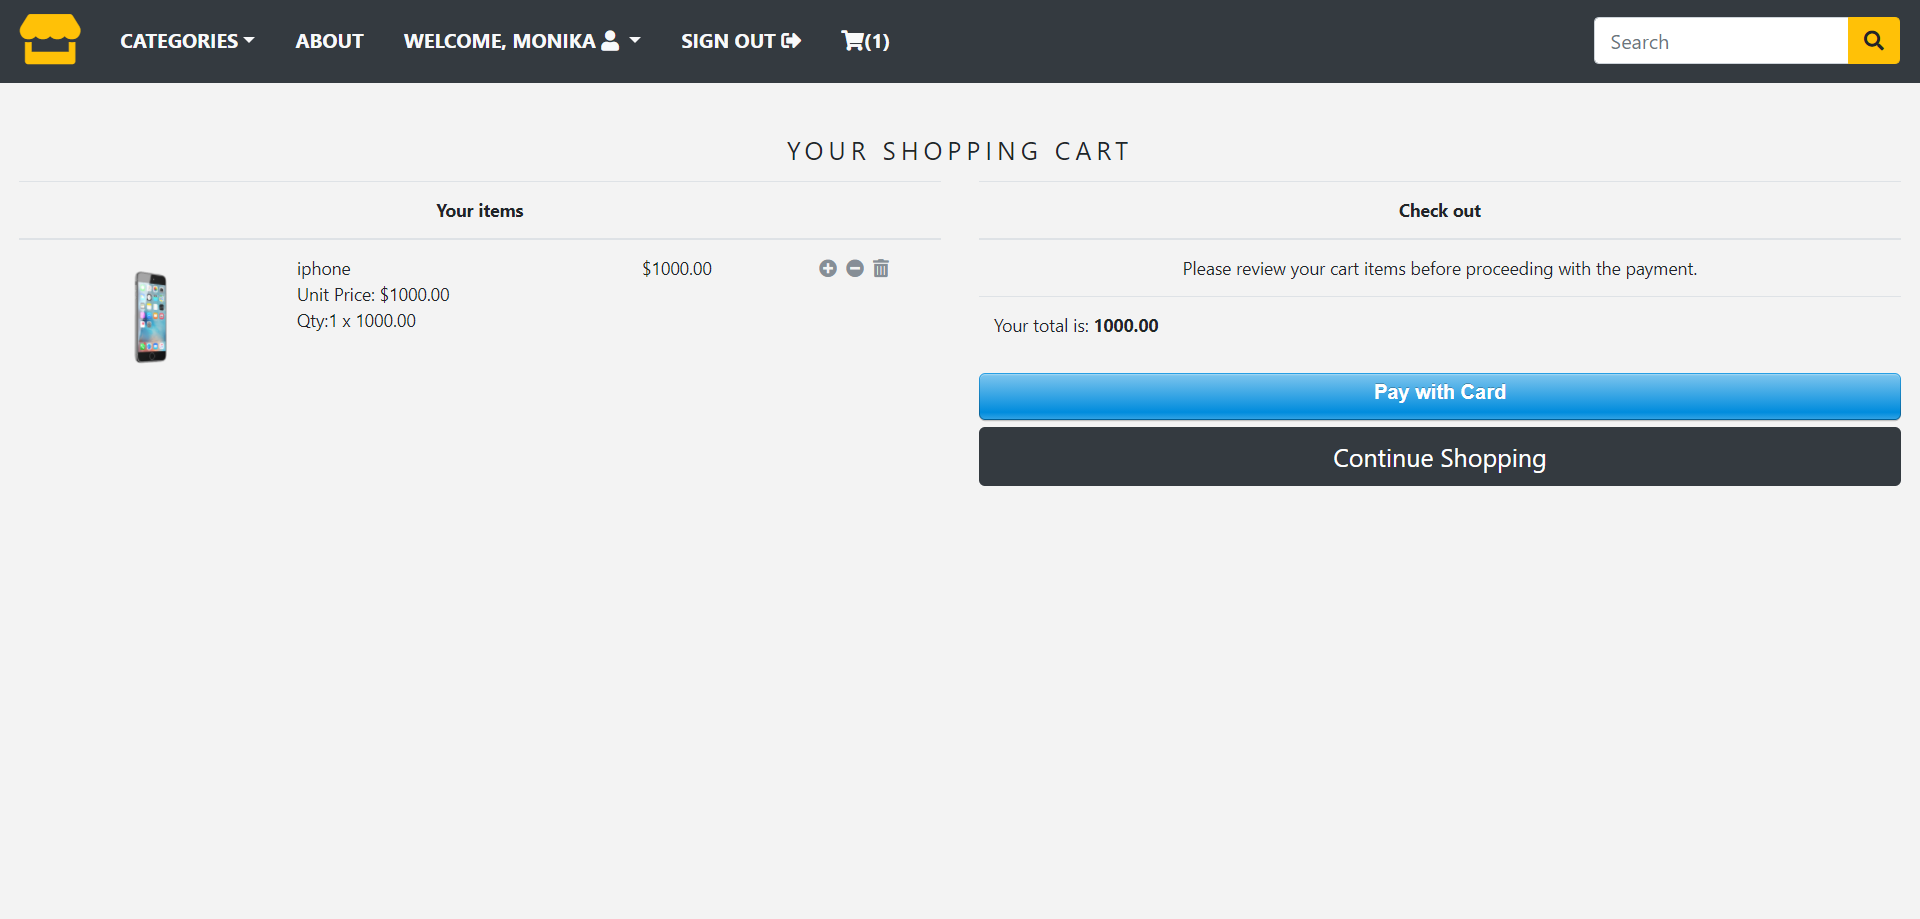 CATEGORIES
ABOUT
WELCOME, MONIKA
SIGN OUT
(1)
Search
YOUR SHOPPING CART
Your items
iphone
$1000.00
Unit Price: $1000.00
Qty:1 x 1000.00
Check out
Please review your cart items before proceeding with the payment.
Your total is: 1000.00
Pay with Card
Continue Shopping